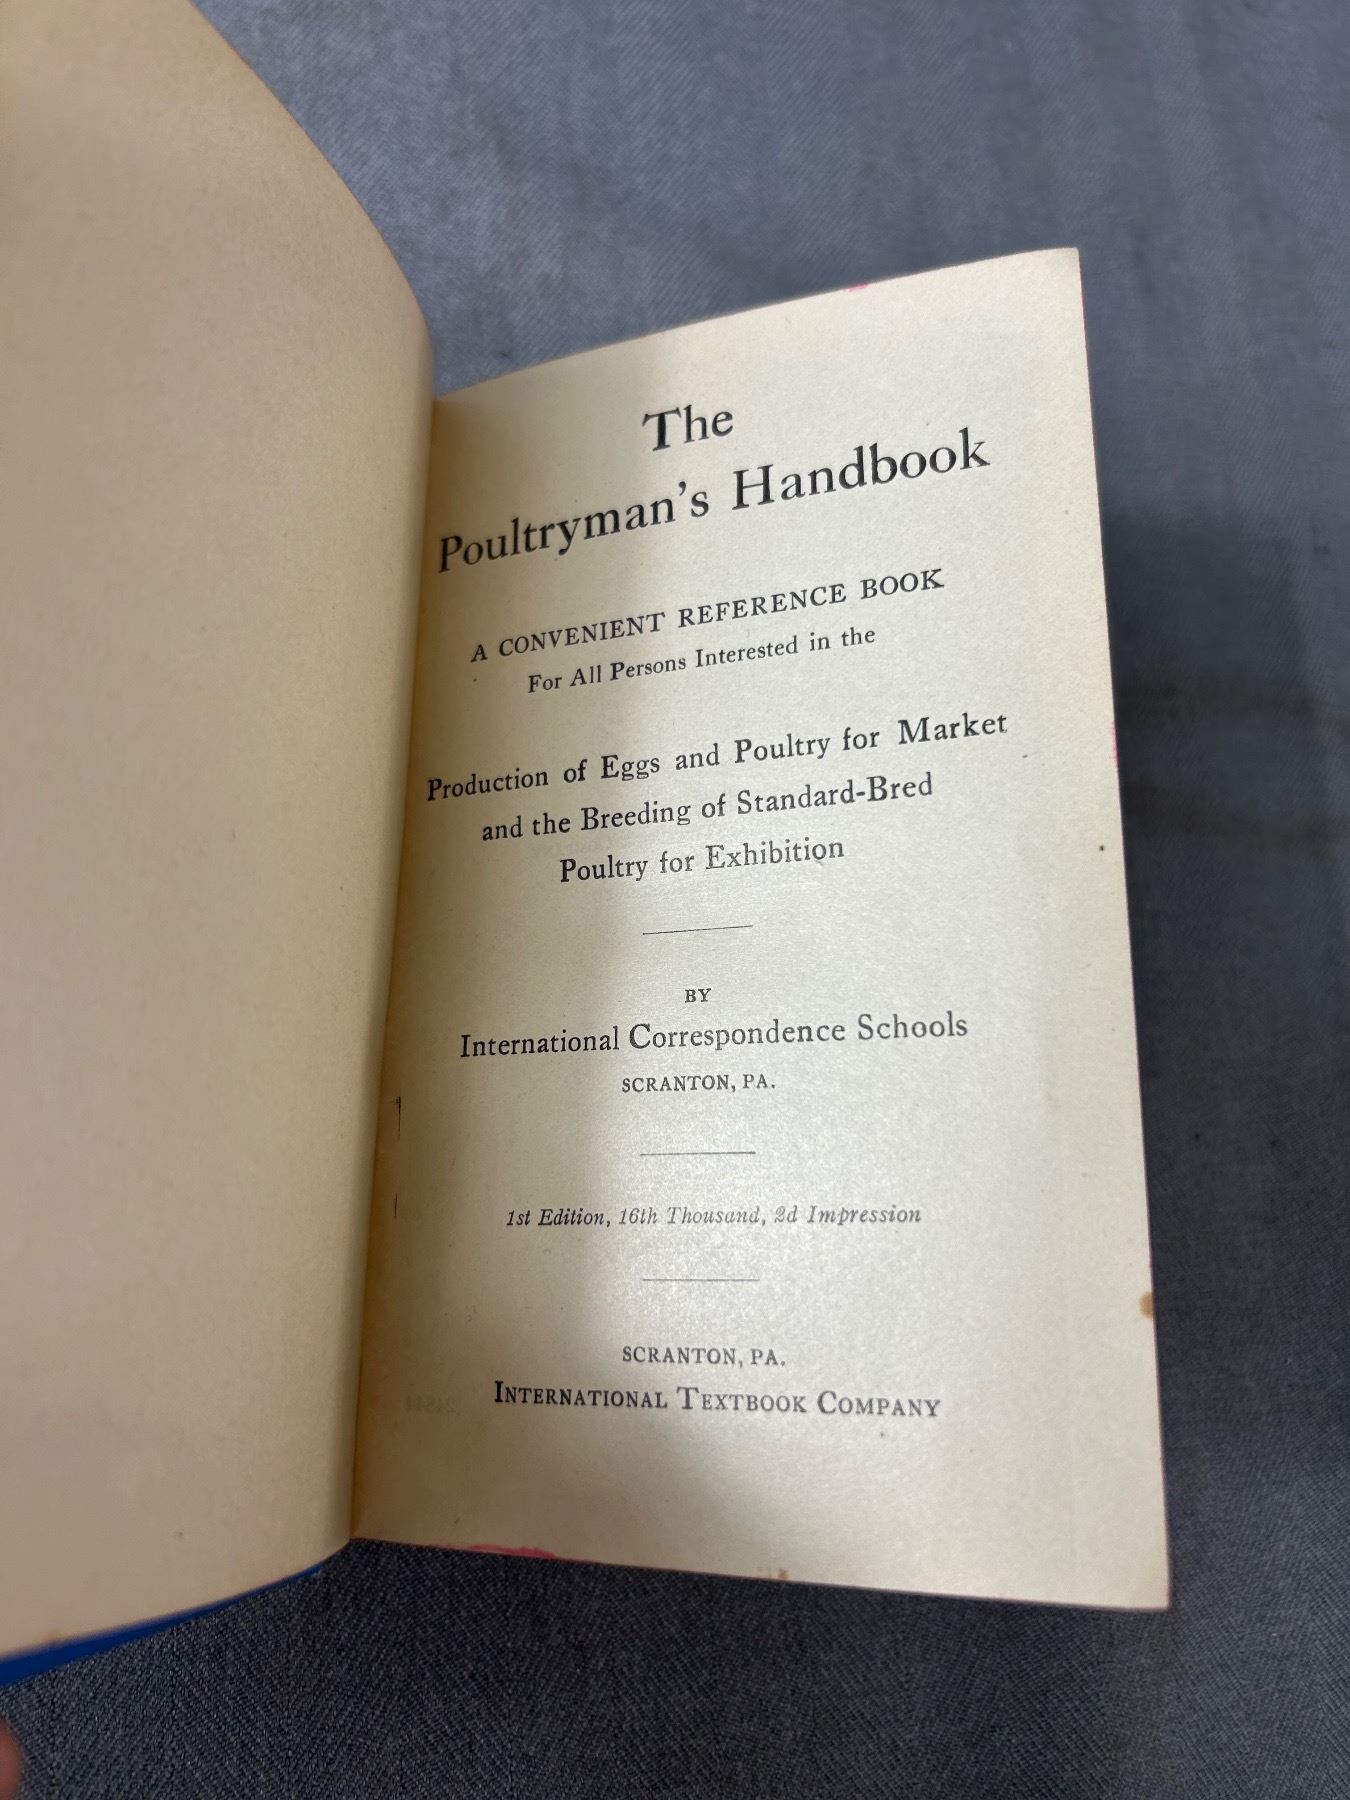 The
Poultryman's Handbook
A CONVENIENT REFERENCE BOOK
For All Persons Interested in the
Production of Eggs and Poultry for Market
and the Breeding of Standard-Bred
Poultry for Exhibition
BY
International Correspondence Schools
SCRANTON, PA.
1st Edition, 16th Thousand, 2d Impression
SCRANTON, PA.
INTERNATIONAL TEXTBOOK COMPANY